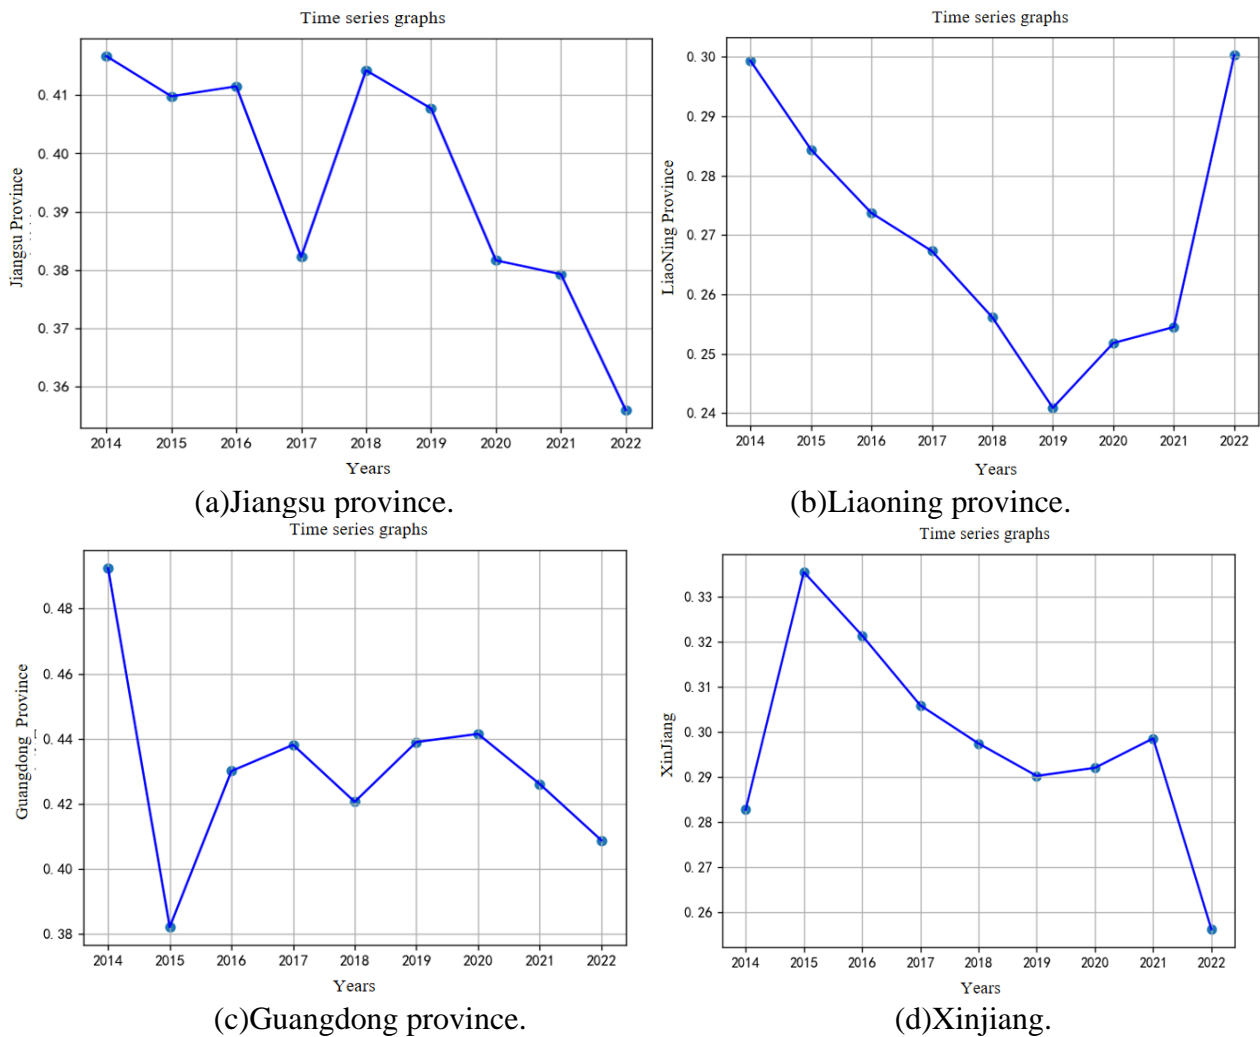 Time series graphs
0.41
0.40
0.39
0.38
0.37
0.36
Jiangsu Province
2014 2015 2016 2017 2018 2019 2020 2021 2022
Years
(a)Jiangsu province.
Time series graphs
0.30
0.29
0.28
0.27
0.26
0.25
0.24
LiaoNing Province
2014 2015 2016 2017 2018 2019 2020 2021 2022
Years
(b)Liaoning province.
Time series graphs
0.48
0.46
0.44
0.42
0.40
0.38
Guangdong Province
2014 2015 2016 2017 2018 2019 2020 2021 2022
Years
(c)Guangdong province.
Time series graphs
0.33
0.32
0.31
0.30
0.29
0.28
0.27
0.26
XinJiang
2014 2015 2016 2017 2018 2019 2020 2021 2022
Years
(d)Xinjiang.